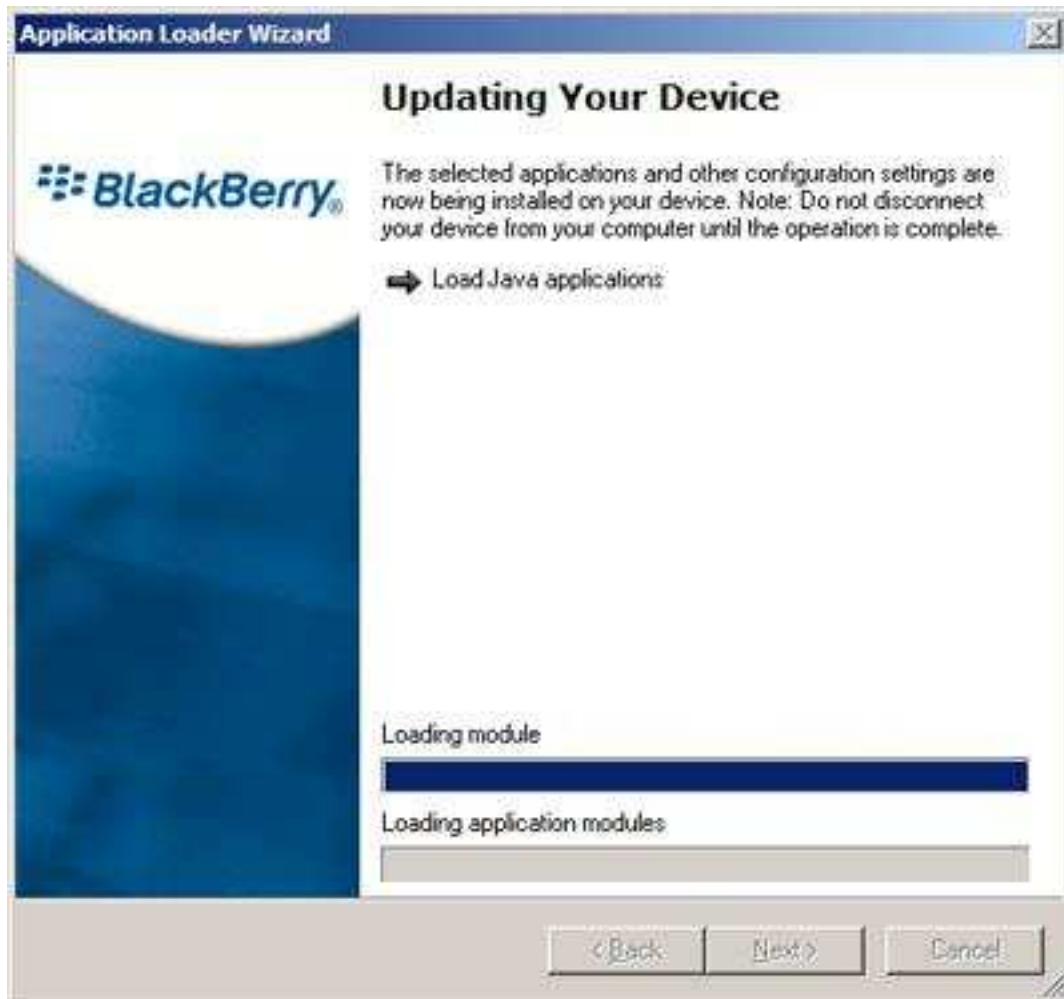 Application Loader Wizard
Updating Your Device
BlackBerry®
The selected applications and other configuration settings are
now being installed on your device. Note: Do not disconnect
your device from your computer until the operation is complete.
Load Java applications
Loading module
Loading application modules
< Back
Next >
Cancel